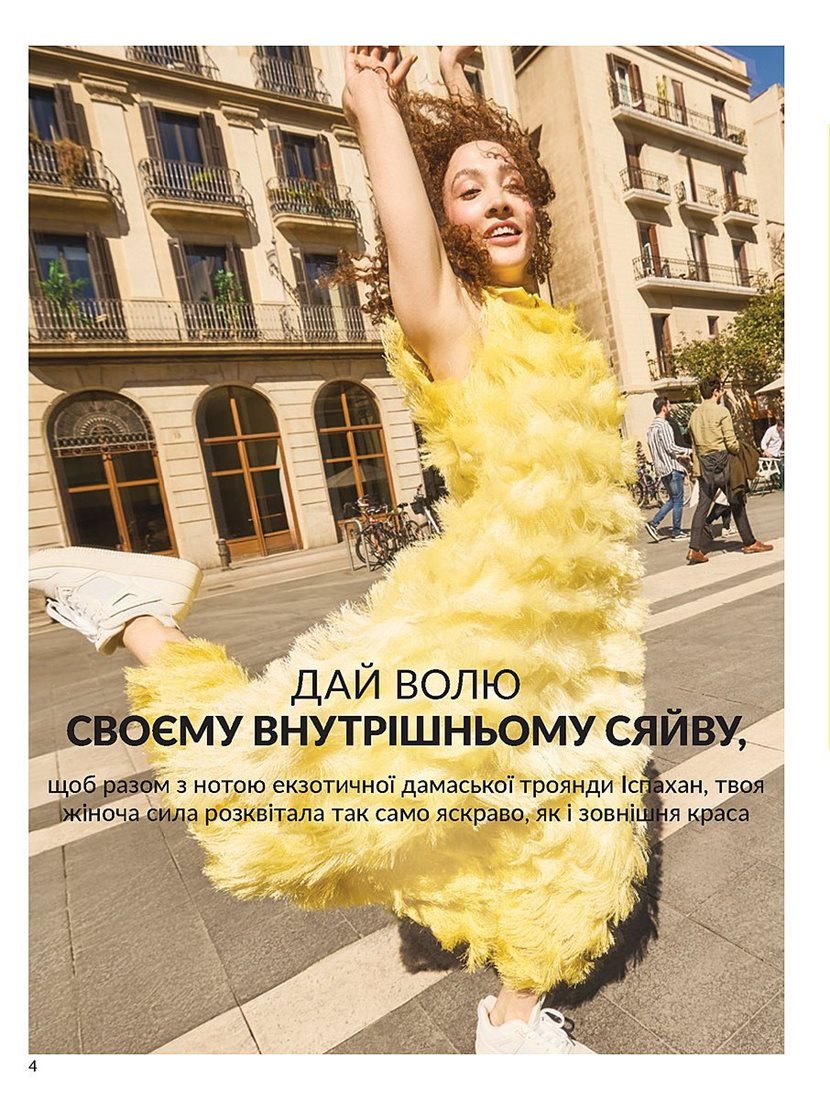 ДАЙ ВОЛЮ
СВОЄМУ ВНУТРІШНЬОМУ СЯЙВУ,
щоб разом з нотою екзотичної дамаської троянди Іспахан, твоя
жіноча сила розквітала так само яскраво, як і зовнішня краса
4